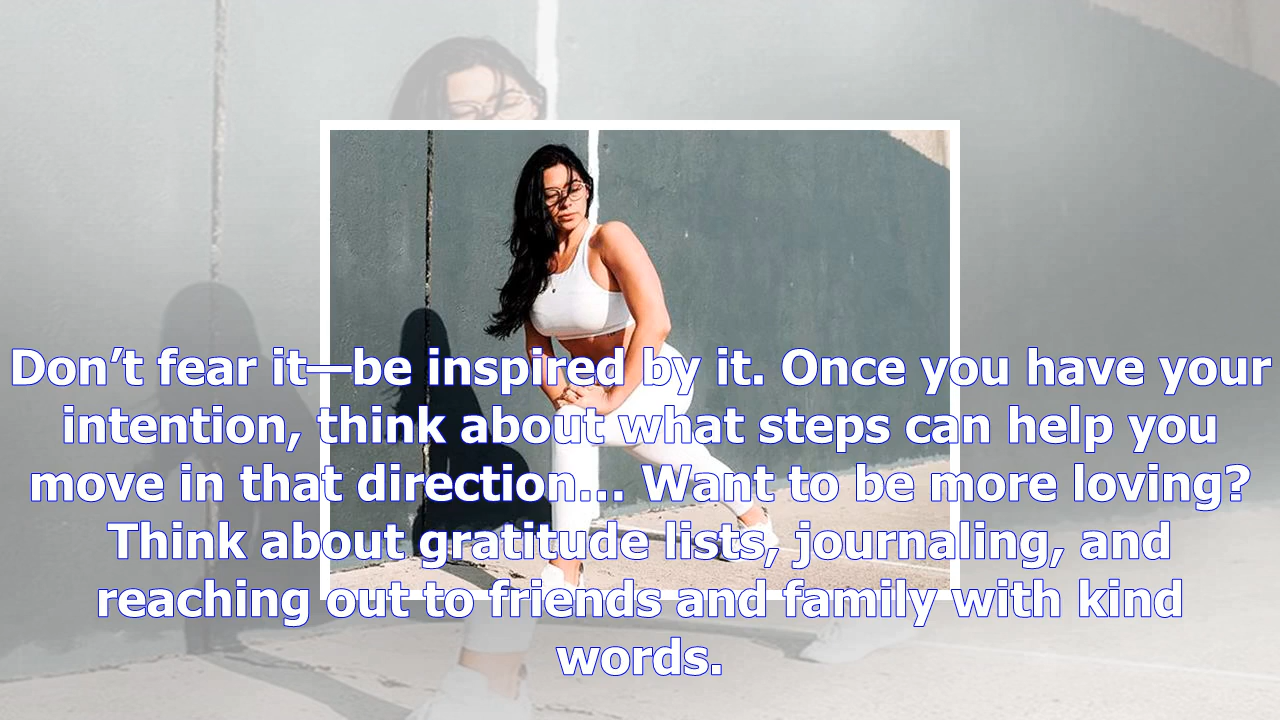 Don’t fear it—be inspired by it. Once you have your
intention, think about what steps can help you
move in that direction… Want to be more loving?
Think about gratitude lists, journaling, and
reaching out to friends and family with kind
words.